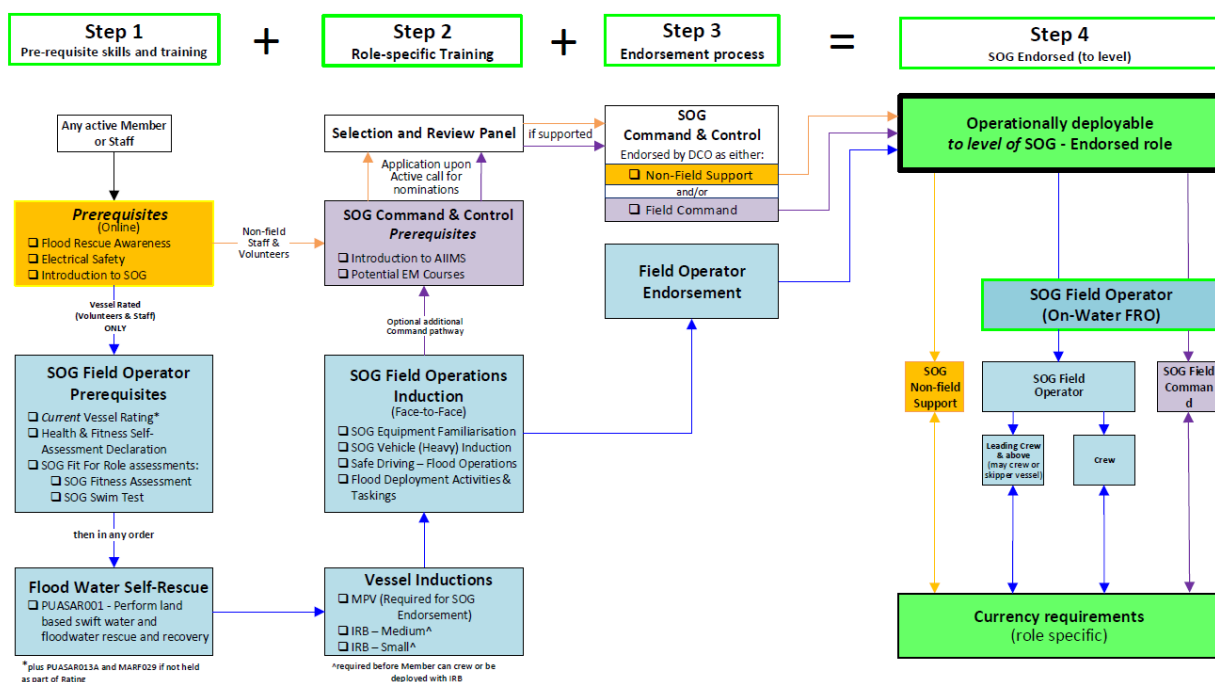 Step 1
Pre-requisite skills and training
+
Step 2
Role-specific Training
+
Step 3
Endorsement process
=
Step 4
SOG Endorsed (to level)
Any active Member
or Staff
Prerequisites
(Online)
❑ Flood Rescue Awareness
❑ Electrical Safety
❑ Introduction to SOG
Non-field
Staff &
Volunteers
Vessel Rated
(Volunteers & Staff)
ONLY
SOG Field Operator
Prerequisites
❑ Current Vessel Rating*
❑ Health & Fitness Self-
Assessment Declaration
❑ SOG Fit For Role assessments:
❑ SOG Fitness Assessment
❑ SOG Swim Test
then in any order
Flood Water Self-Rescue
❑ PUASAR001 - Perform land
based swift water and
floodwater rescue and recovery
*plus PUASAR013A and MARF029 if not held
as part of Rating
Selection and Review Panel
if supported
Application upon
Active call for
nominations
SOG Command & Control
Prerequisites
❑ Introduction to AIIMS
❑ Potential EM Courses
Optional additional
Command pathway
SOG Field Operations
Induction
(Face-to-Face)
❑ SOG Equipment Familiarisation
❑ SOG Vehicle (Heavy) Induction
❑ Safe Driving – Flood Operations
❑ Flood Deployment Activities &
Taskings
Vessel Inductions
❑ MPV (Required for SOG
Endorsement)
❑ IRB – Medium^
❑ IRB – Small^
^required before Member can crew or be
deployed with IRB
SOG
Command & Control
Endorsed by DCO as either:
❑ Non-Field Support
and/or
❑ Field Command
Field Operator
Endorsement
Operationally deployable
to level of SOG - Endorsed role
SOG Field Operator
(On-Water FRO)
SOG
Non-field
Support
SOG Field
Operator
SOG Field
Comman
d
Leading Crew
& above
(may crew or
skipper vessel)
Crew
Currency requirements
(role specific)